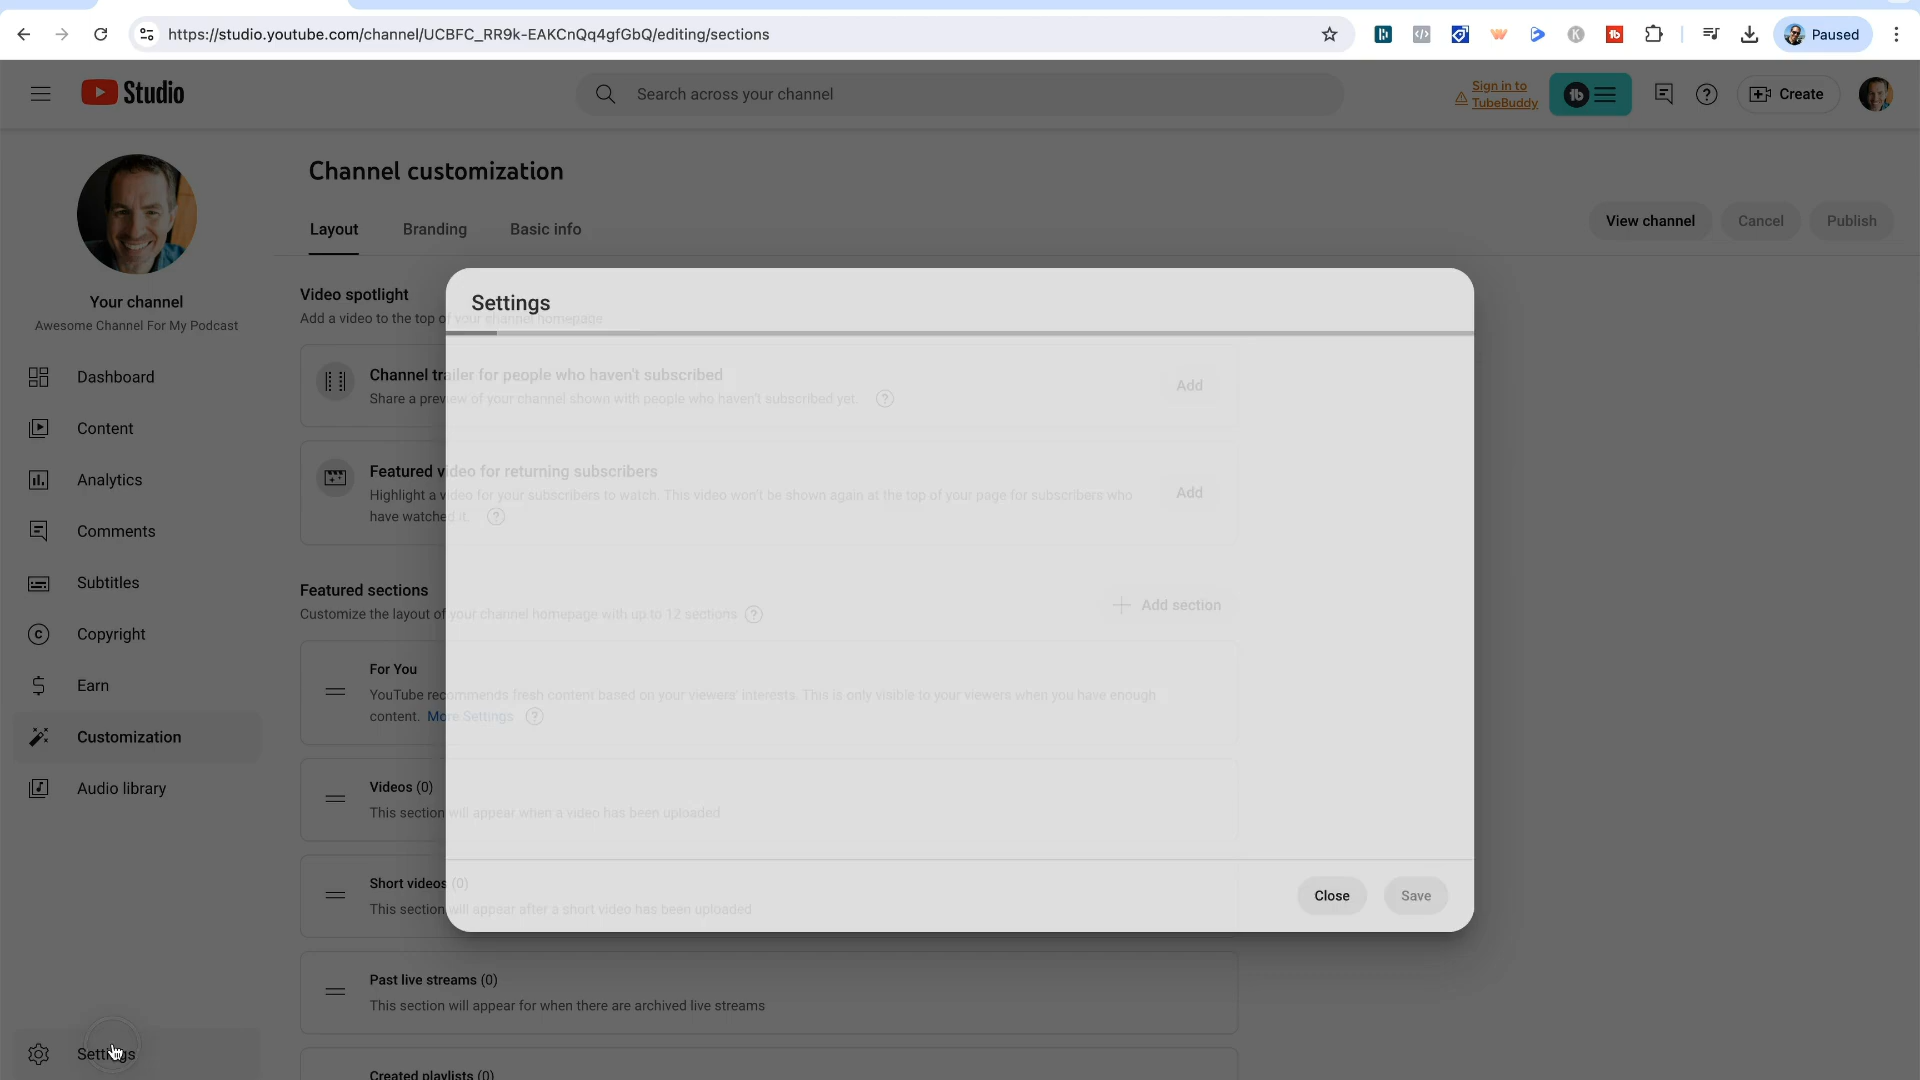 https://studio.youtube.com/channel/UCBFC_RR9k-EAKCnQq4gfGbQ/editing/sections
Paused
Studio
Search across your channel
Sign in to
TubeBuddy
Create
Channel customization
Layout
Branding
Basic info
View channel
Cancel
Publish
Your channel
Awesome Channel For My Podcast
Dashboard
Content
Analytics
Comments
Subtitles
Copyright
Earn
Customization
Audio library
Settings
Settings
Video spotlight
Add a video to the top of your channel homepage
Channel trailer for people who haven't subscribed
Share a preview of your channel shown with people who haven't subscribed yet.
Add
Featured video for returning subscribers
Highlight a video for your subscribers to watch. This video won't be shown again at the top of your page for subscribers who
have watched it.
Add
Featured sections
Customize the layout of your channel homepage with up to 12 sections
Add section
For You
YouTube recommends fresh content based on your viewers' interests. This is only visible to your viewers when you have enough
content. More Settings
Videos (0)
This section will appear when a video has been uploaded
Short videos (0)
This section will appear after a short video has been uploaded
Close
Save
Past live streams (0)
This section will appear for when there are archived live streams
Created playlists (0)